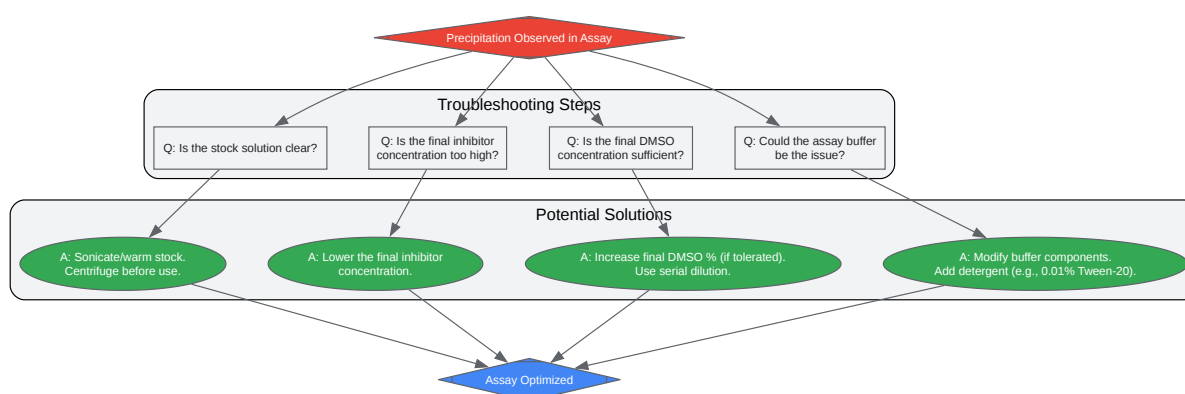 Precipitation Observed in Assay
Troubleshooting Steps
Q: Is the stock solution clear?
Q: Is the final inhibitor
concentration too high?
Q: Is the final DMSO
concentration sufficient?
Q: Could the assay buffer
be the issue?
Potential Solutions
A: Sonicate/warm stock.
Centrifuge before use.
A: Lower the final inhibitor
concentration.
A: Increase final DMSO % (if tolerated).
Use serial dilution.
A: Modify buffer components.
Add detergent (e.g., 0.01% Tween-20).
Assay Optimized